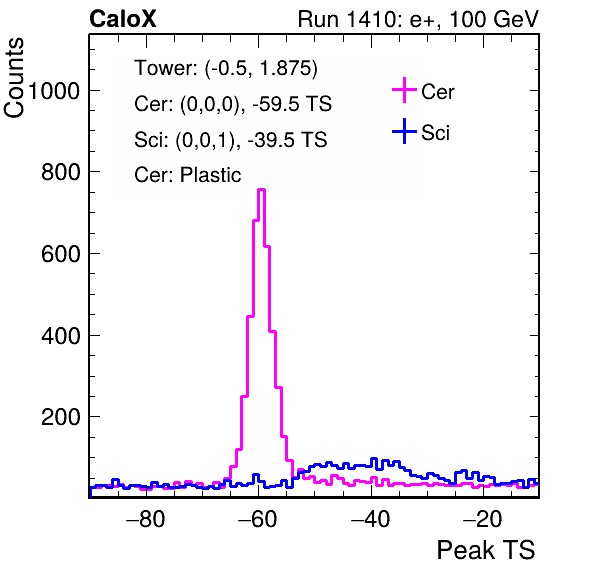 CaloX Run 1410: e+, 100 GeV
Counts
Tower: (-0.5, 1.875)
Cer: (0,0,0), -59.5 TS
Sci: (0,0,1), -39.5 TS
Cer: Plastic
Cer
Sci
1000
800
600
400
200
−80 −60 −40 −20
Peak TS